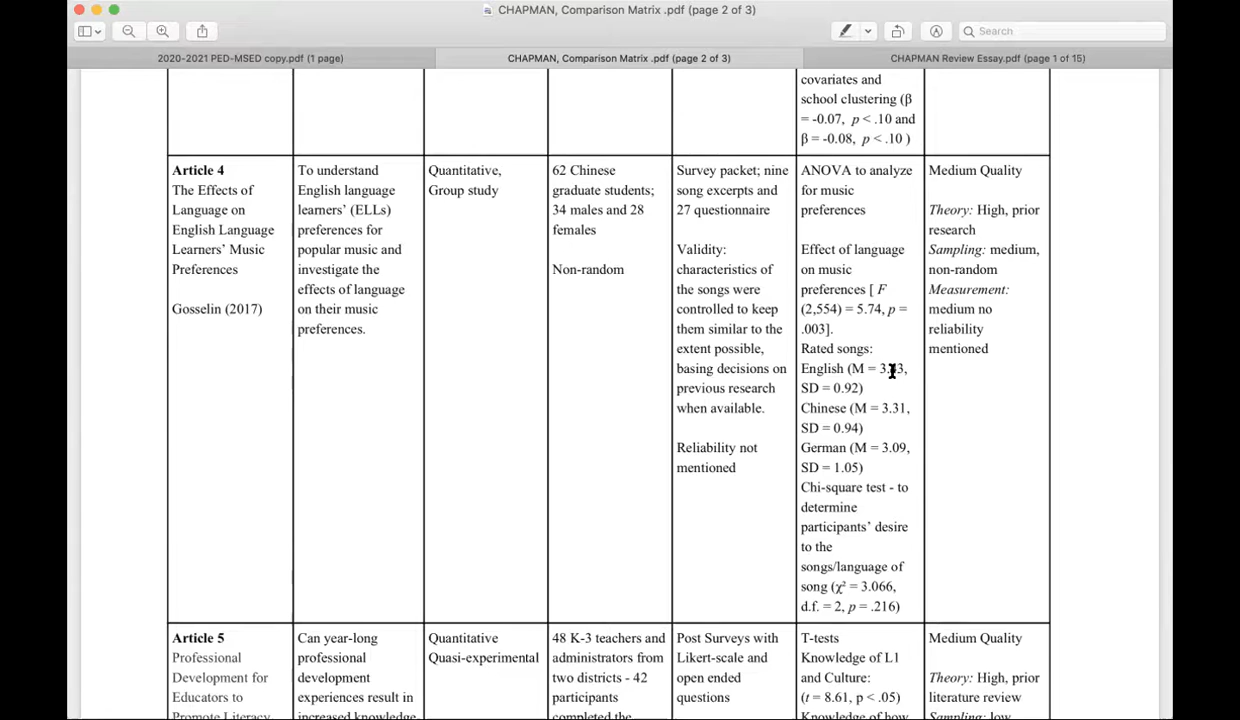 CHAPMAN, Comparison Matrix .pdf (page 2 of 3)
Search
2020-2021 PED-MSED copy.pdf (1 page)
CHAPMAN, Comparison Matrix .pdf (page 2 of 3)
CHAPMAN Review Essay.pdf (page 1 of 15)
covariates and
school clustering (β
= -0.07, p < .10 and
β = -0.08, p < .10 )
Article 4
The Effects of
Language on
English Language
Learners' Music
Preferences
Gosselin (2017)
To understand
English language
learners' (ELLs)
preferences for
popular music and
investigate the
effects of language
on their music
preferences.
Quantitative,
Group study
62 Chinese
graduate students;
34 males and 28
females
Non-random
Survey packet; nine
song excerpts and
27 questionnaire
Validity:
characteristics of
the songs were
controlled to keep
them similar to the
extent possible,
basing decisions on
previous research
when available.
Reliability not
mentioned
ANOVA to analyze
for music
preferences
Effect of language
on music
preferences [ F
(2,554) = 5.74, p =
.003].
Rated songs:
English (M =
SD = 0.92)
Chinese (M = 3.31,
SD = 0.94)
German (M = 3.09,
SD = 1.05)
Chi-square test - to
determine
participants' desire
to the
songs/language of
song (χ² = 3.066,
d.f. = 2, p = .216)
Medium Quality
Theory: High, prior
research
Sampling: medium,
non-random
Measurement:
medium no
reliability
mentioned
Article 5
Professional
Development for
Educators to
Promote Literacy
Can year-long
professional
development
experiences result in
increased knowledge
Quantitative
Quasi-experimental
48 K-3 teachers and
administrators from
two districts - 42
participants
completed the
Post Surveys with
Likert-scale and
open ended
questions
T-tests
Knowledge of L1
and Culture:
(t = 8.61, p < .05)
Knowledge of how
Medium Quality
Theory: High, prior
literature review
Sampling: low